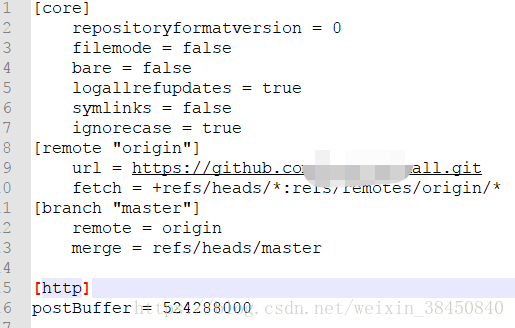 1 [core]
2 repositoryformatversion = 0
3 filemode = false
4 bare = false
5 logallrefupdates = true
6 symlinks = false
7 ignorecase = true
8 [remote "origin"]
9 url = https://github.co all.git
0 fetch = +refs/heads/*:refs/remotes/origin/*
1 [branch "master"]
2 remote = origin
3 merge = refs/heads/master
4
5 [http]
6 postBuffer = 524288000
https://blog.csdn.net/weixin_38450840